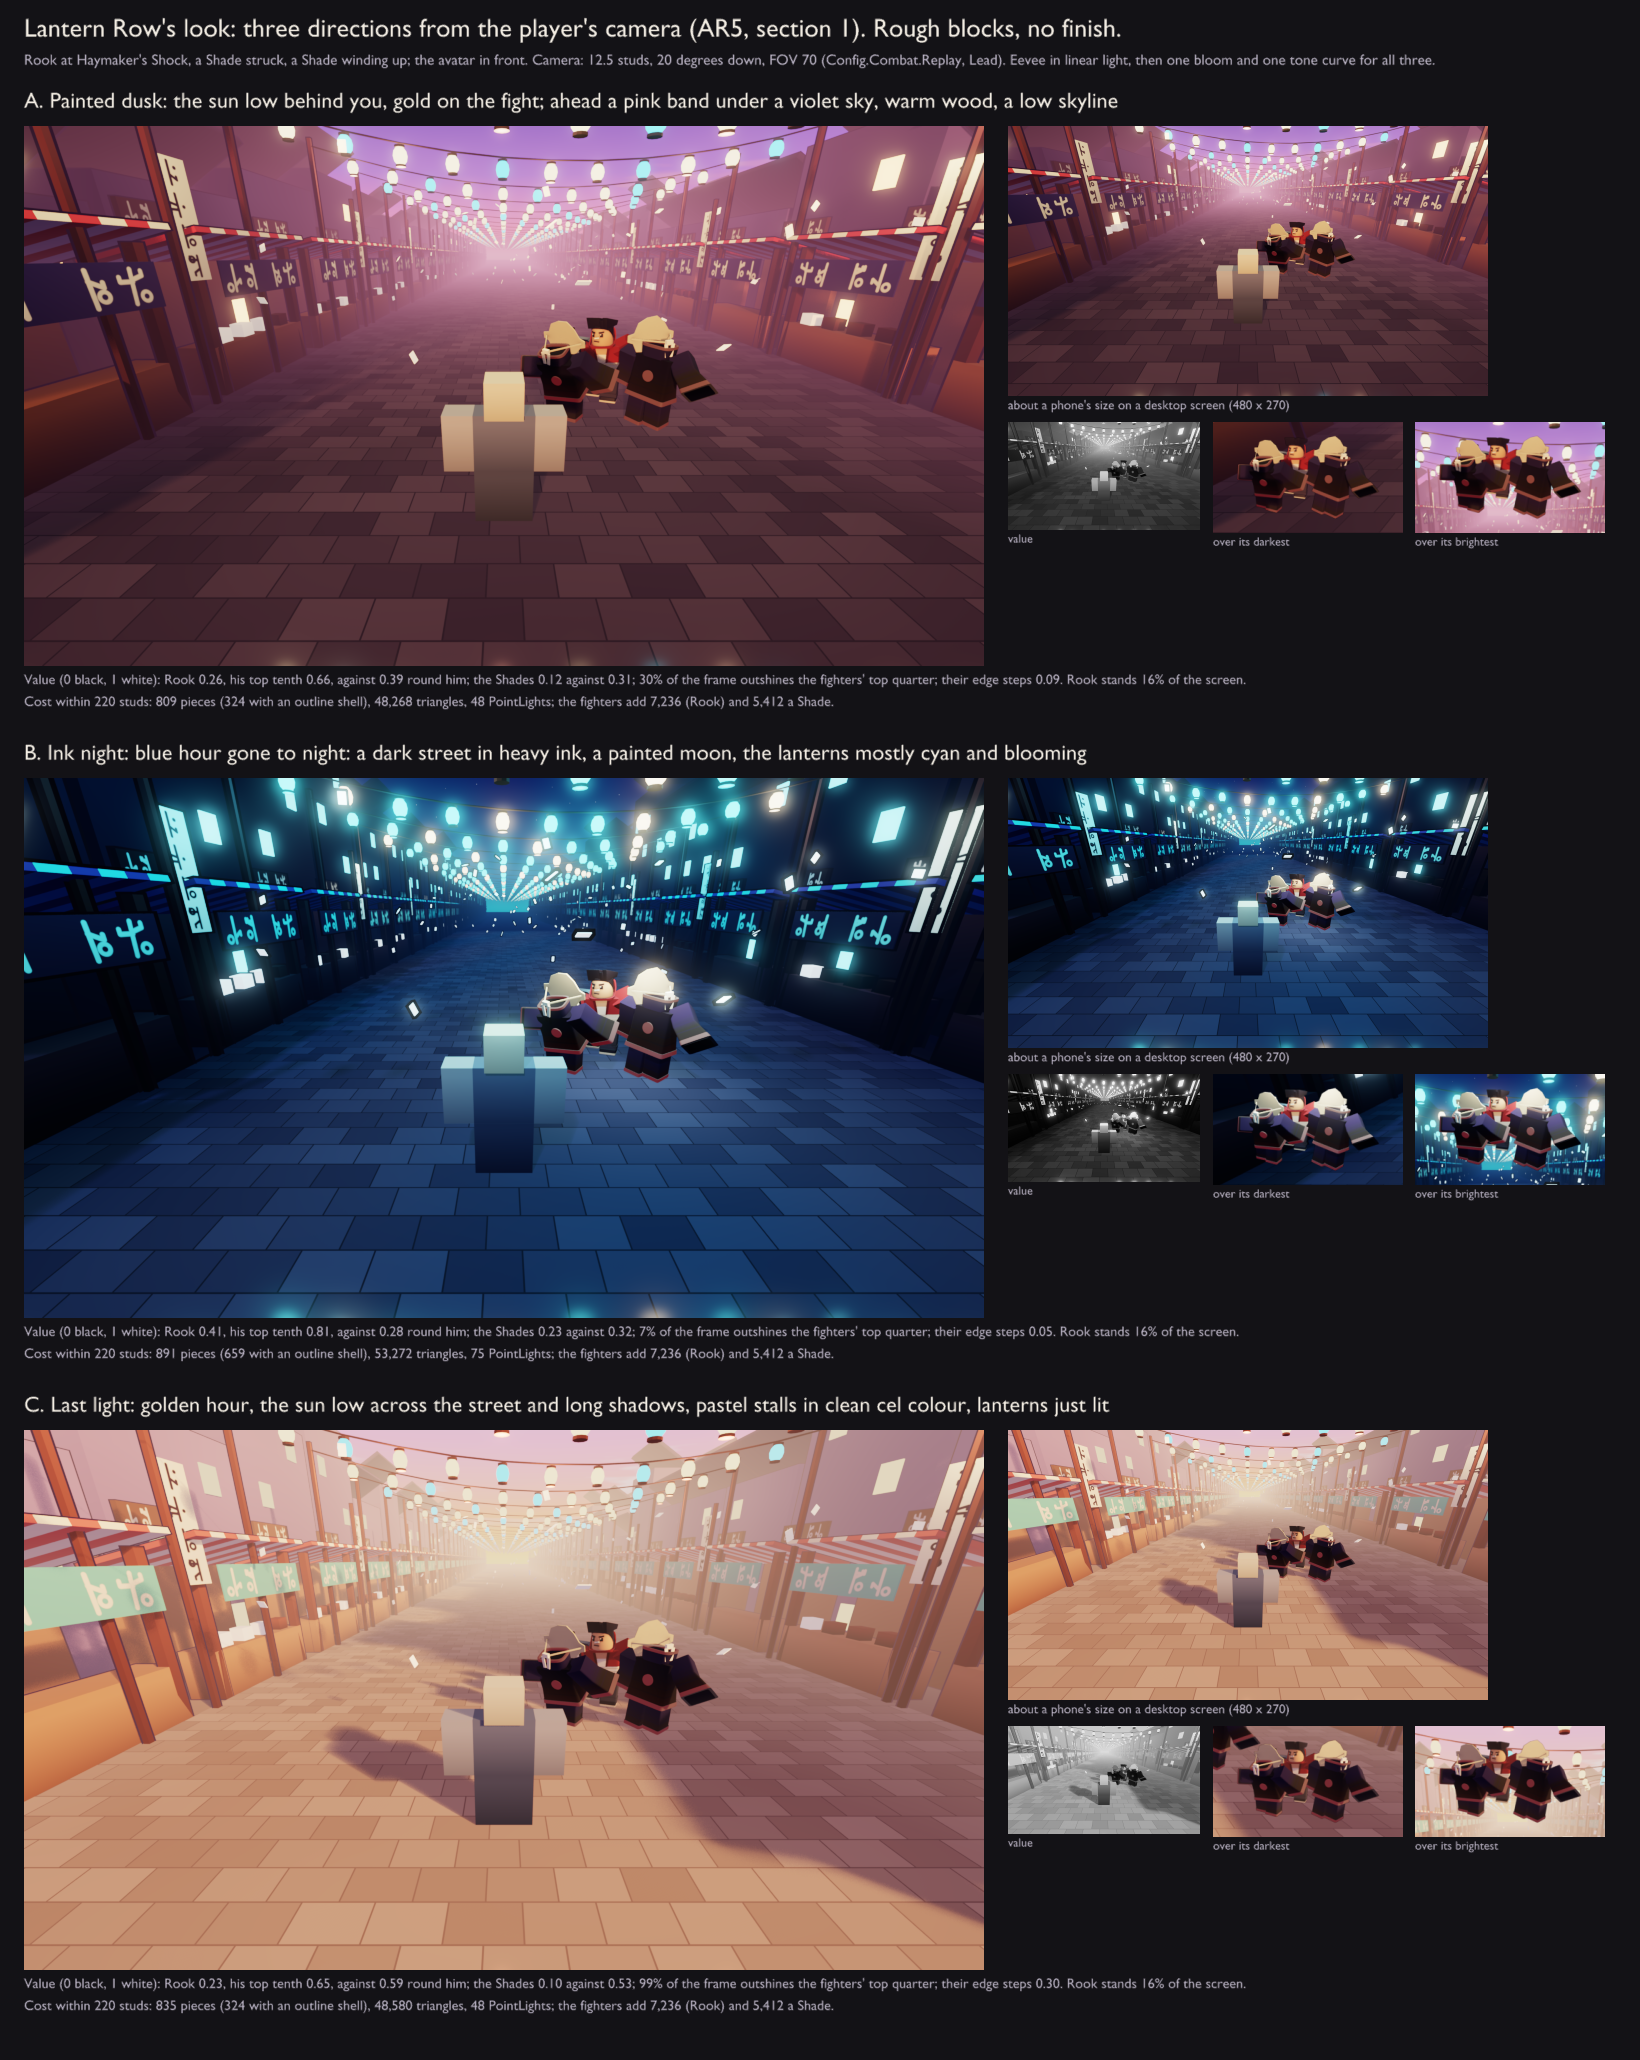 Lantern Row's look: three directions from the player's camera (AR5, section 1). Rough blocks, no finish.
Rook at Haymaker's Shock, a Shade struck, a Shade winding up; the avatar in front. Camera: 12.5 studs, 20 degrees down, FOV 70 (Config.Combat.Replay, Lead). Eevee in linear light, then one bloom and one tone curve for all three.
A. Painted dusk: the sun low behind you, gold on the fight; ahead a pink band under a violet sky, warm wood, a low skyline
about a phone's size on a desktop screen (480 x 270)
value
over its darkest
over its brightest
Value (0 black, 1 white): Rook 0.26, his top tenth 0.66, against 0.39 round him; the Shades 0.12 against 0.31; 30% of the frame outshines the fighters' top quarter; their edge steps 0.09. Rook stands 16% of the screen.
Cost within 220 studs: 809 pieces (324 with an outline shell), 48,268 triangles, 48 PointLights; the fighters add 7,236 (Rook) and 5,412 a Shade.
B. Ink night: blue hour gone to night: a dark street in heavy ink, a painted moon, the lanterns mostly cyan and blooming
about a phone's size on a desktop screen (480 x 270)
value
over its darkest
over its brightest
Value (0 black, 1 white): Rook 0.41, his top tenth 0.81, against 0.28 round him; the Shades 0.23 against 0.32; 7% of the frame outshines the fighters' top quarter; their edge steps 0.05. Rook stands 16% of the screen.
Cost within 220 studs: 891 pieces (659 with an outline shell), 53,272 triangles, 75 PointLights; the fighters add 7,236 (Rook) and 5,412 a Shade.
C. Last light: golden hour, the sun low across the street and long shadows, pastel stalls in clean cel colour, lanterns just lit
about a phone's size on a desktop screen (480 x 270)
value
over its darkest
over its brightest
Value (0 black, 1 white): Rook 0.23, his top tenth 0.65, against 0.59 round him; the Shades 0.10 against 0.53; 99% of the frame outshines the fighters' top quarter; their edge steps 0.30. Rook stands 16% of the screen.
Cost within 220 studs: 835 pieces (324 with an outline shell), 48,580 triangles, 48 PointLights; the fighters add 7,236 (Rook) and 5,412 a Shade.